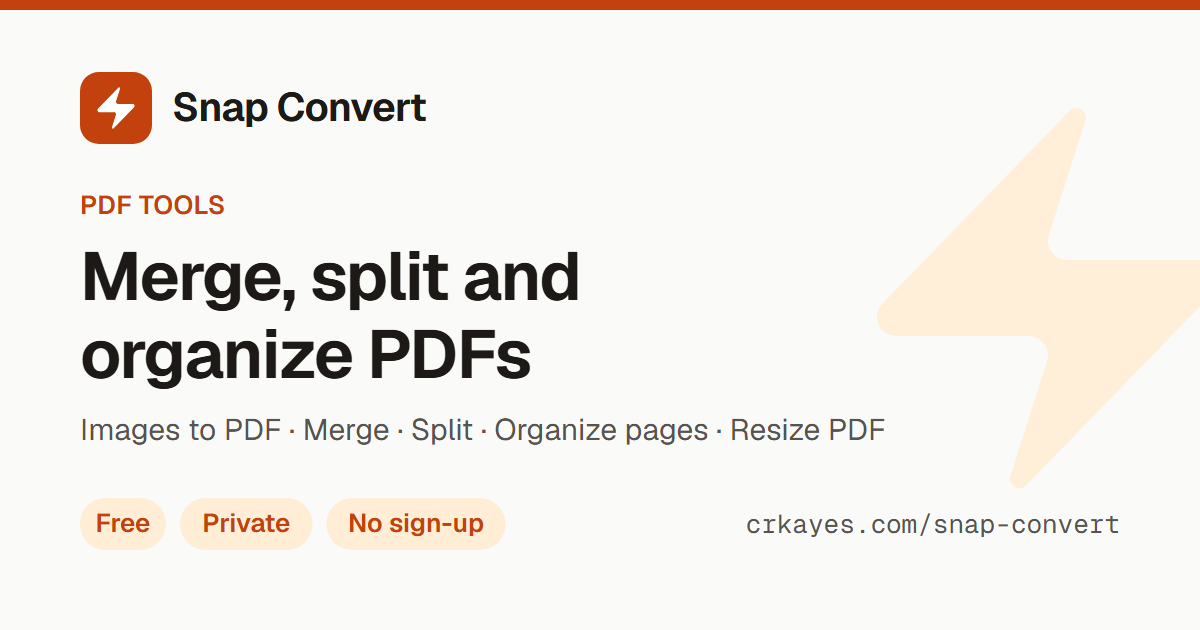 Snap Convert
PDF TOOLS
Merge, split and
organize PDFs
Images to PDF · Merge · Split · Organize pages · Resize PDF
Free Private No sign-up
crkayes.com/snap-convert